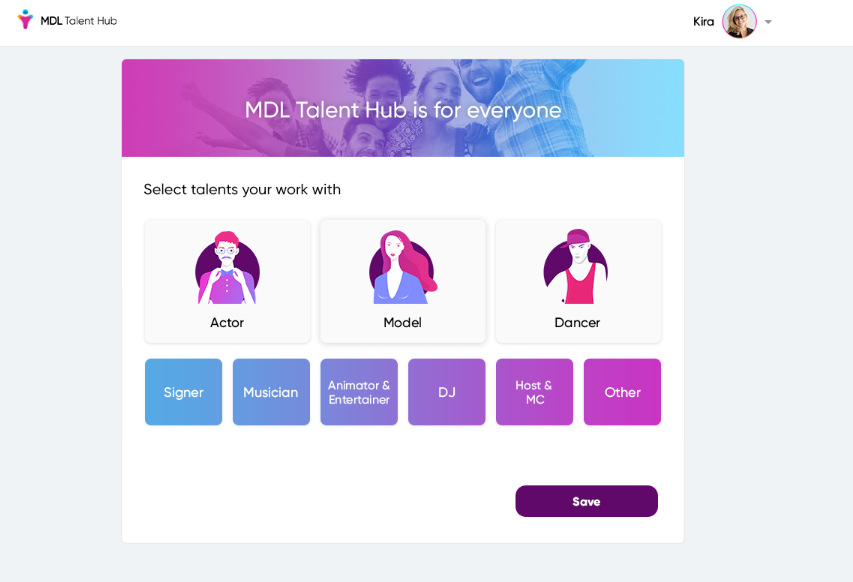 MDL Talent Hub
Kira
MDL Talent Hub is for everyone
Select talents your work with
Actor
Model
Dancer
Signer
Musician
Animator &
Entertainer
DJ
Host &
MC
Other
Save